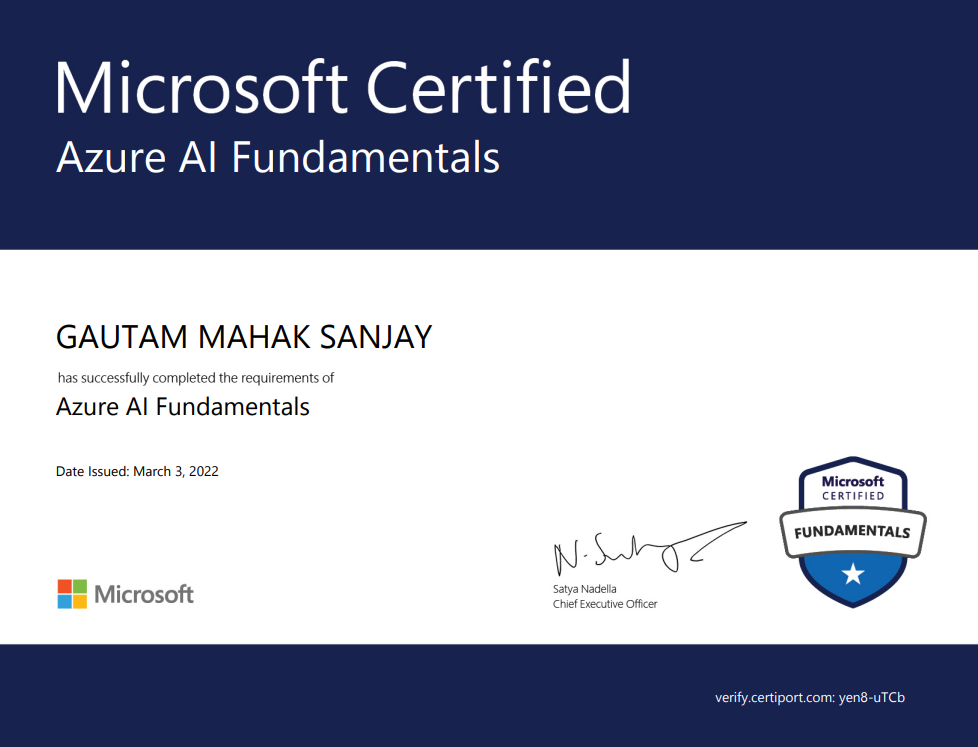 Microsoft Certified
Azure AI Fundamentals
GAUTAM MAHAK SANJAY
has successfully completed the requirements of
Azure AI Fundamentals
Date Issued: March 3, 2022
Microsoft
CERTIFIED
FUNDAMENTALS
N. Satya
Satya Nadella
Chief Executive Officer
Microsoft
verify.certiport.com: yen8-uTCb